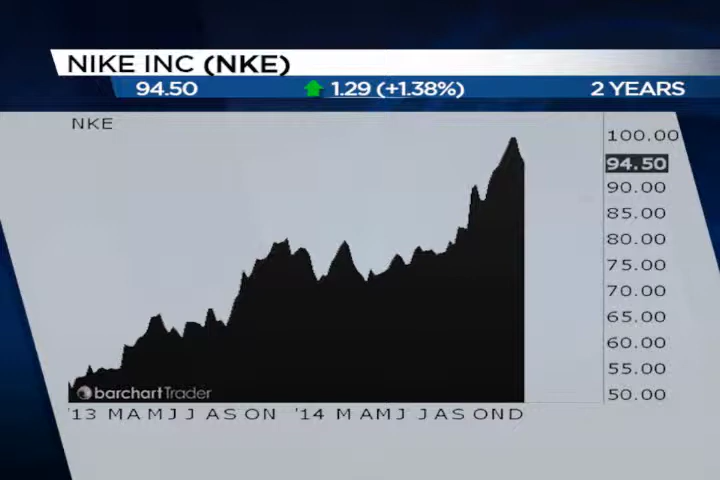 NIKE INC (NKE)
94.50 1.29 (+1.38%) 2 YEARS
NKE
100.00
94.50
90.00
85.00
80.00
75.00
70.00
65.00
60.00
55.00
50.00
barchartTrader
'13 M A M J J A S O N '14 M A M J J A S O N D